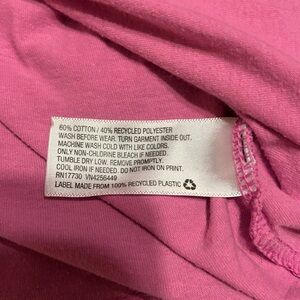 60% COTTON / 40% RECYCLED POLYESTER
WASH BEFORE WEAR. TURN GARMENT INSIDE OUT.
MACHINE WASH COLD WITH LIKE COLORS.
ONLY NON-CHLORINE BLEACH IF NEEDED.
TUMBLE DRY LOW. REMOVE PROMPTLY.
COOL IRON IF NEEDED. DO NOT IRON ON PRINT.
RN17730 VN4256449
LABEL MADE FROM 100% RECYCLED PLASTIC